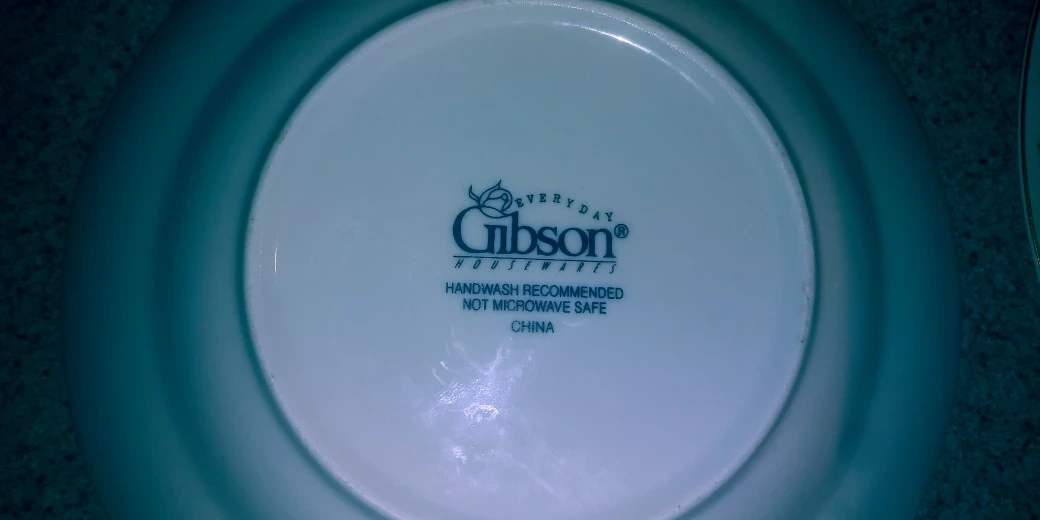 EVERYDAY
Gibson®
HOUSEWARES
HANDWASH RECOMMENDED
NOT MICROWAVE SAFE
CHINA